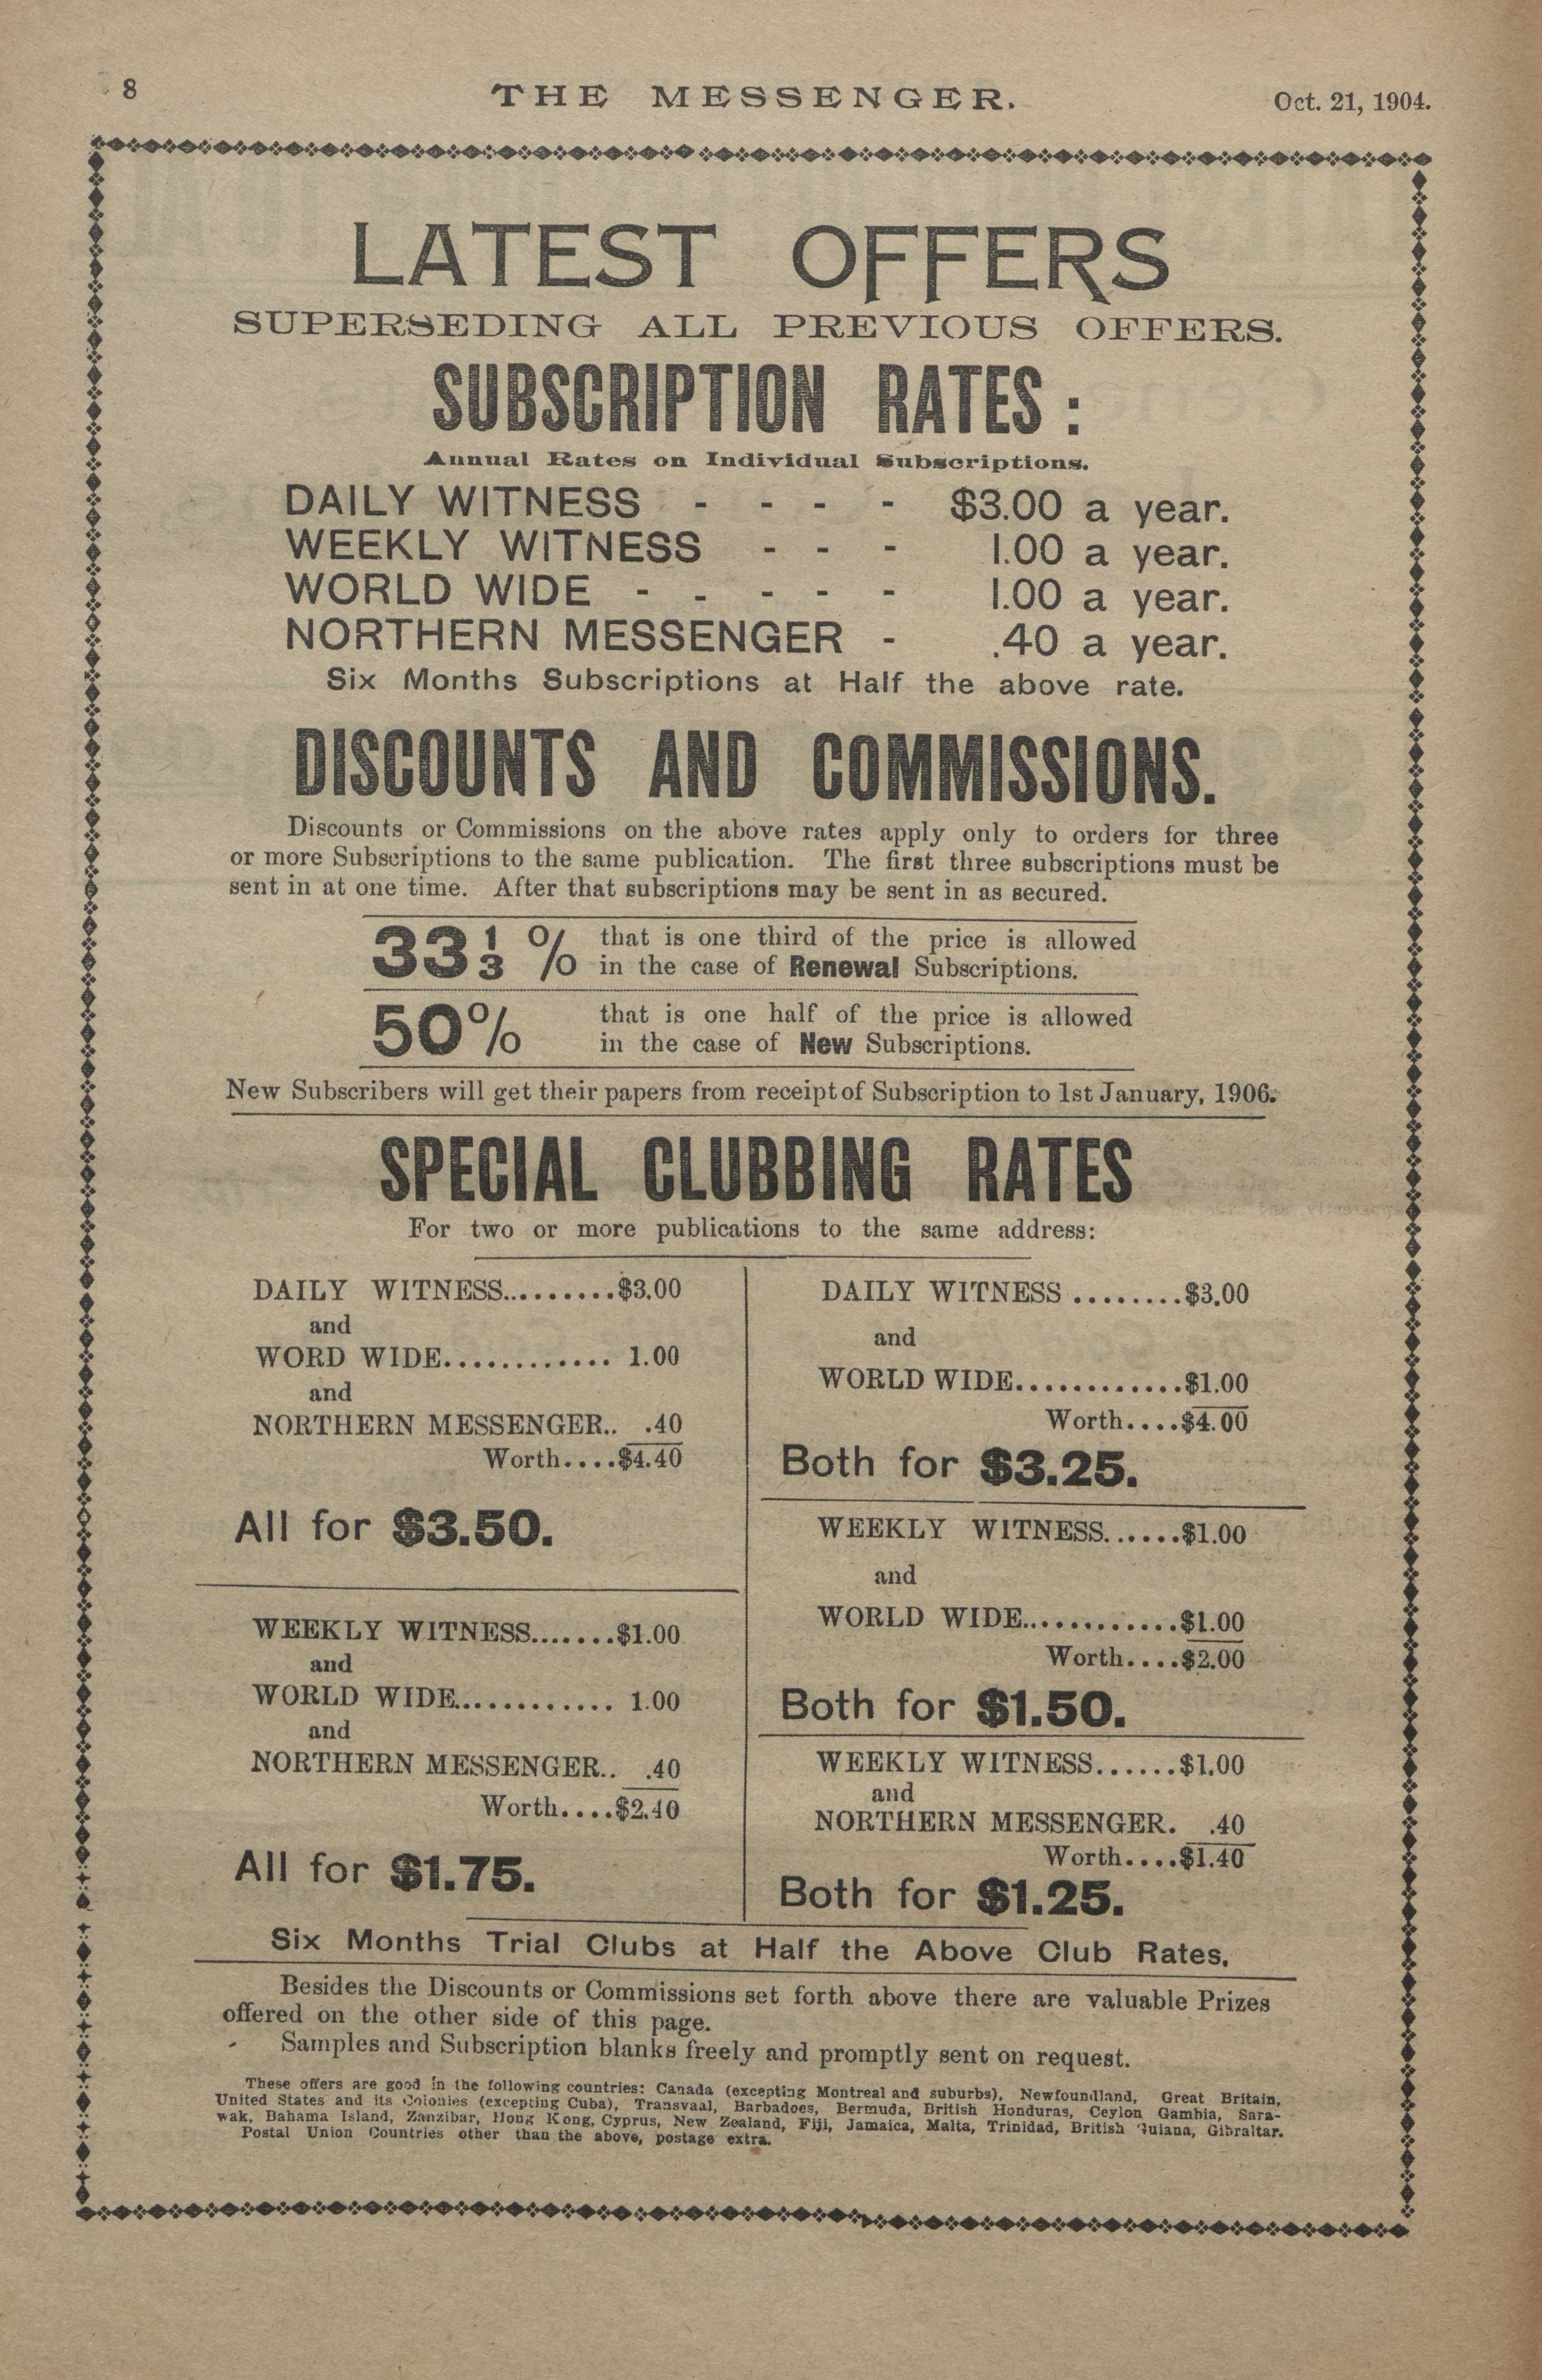 8
THE MESSENGER.
Oct. 21, 1904.
LATEST OFFERS
SUPERSEDING ALL PREVIOUS OFFERS.
SUBSCRIPTION RATES :
Annual Rates on Individual Subscriptions.
DAILY WITNESS - - - - $3.00 a year.
WEEKLY WITNESS - - - 1.00 a year.
WORLD WIDE - - - - - 1.00 a year.
NORTHERN MESSENGER - .40 a year.
Six Months Subscriptions at Half the above rate.
DISCOUNTS AND COMMISSIONS.
Discounts or Commissions on the above rates apply only to orders for three
or more Subscriptions to the same publication. The first three subscriptions must be
sent in at one time. After that subscriptions may be sent in as secured.
33 1/3 % that is one third of the price is allowed
in the case of Renewal Subscriptions.
50% that is one half of the price is allowed
in the case of New Subscriptions.
New Subscribers will get their papers from receipt of Subscription to 1st January, 1906.
SPECIAL CLUBBING RATES
For two or more publications to the same address:
DAILY WITNESS.........$3.00
and
WORD WIDE............ 1.00
and
NORTHERN MESSENGER.. .40
Worth....$4.40
All for $3.50.
WEEKLY WITNESS.......$1.00
and
WORLD WIDE............ 1.00
and
NORTHERN MESSENGER.. .40
Worth....$2.40
All for $1.75.
DAILY WITNESS ........$3.00
and
WORLD WIDE............$1.00
Worth....$4.00
Both for $3.25.
WEEKLY WITNESS......$1.00
and
WORLD WIDE............$1.00
Worth....$2.00
Both for $1.50.
WEEKLY WITNESS......$1.00
and
NORTHERN MESSENGER. .40
Worth....$1.40
Both for $1.25.
Six Months Trial Clubs at Half the Above Club Rates.
Besides the Discounts or Commissions set forth above there are valuable Prizes
offered on the other side of this page.
Samples and Subscription blanks freely and promptly sent on request.
These offers are good in the following countries: Canada (excepting Montreal and suburbs), Newfoundland, Great Britain,
United States and its Colonies (excepting Cuba), Transvaal, Barbadoes, Bermuda, British Honduras, Ceylon Gambia, Sara-
wak, Bahama Island, Zanzibar, Hong Kong, Cyprus, New Zealand, Fiji, Jamaica, Malta, Trinidad, British Guiana, Gibraltar.
Postal Union Countries other than the above, postage extra.